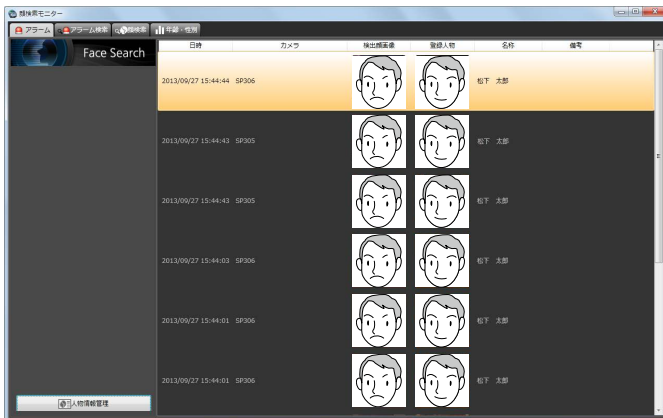 顔検索モニター
アラーム アラーム検索 顔検索 年齢・性別
Face Search
日時 カメラ 検出顔画像 登録人物 名称 備考
2013/09/27 15:44:44 SP306 松下 太郎
2013/09/27 15:44:43 SP305 松下 太郎
2013/09/27 15:44:43 SP305 松下 太郎
2013/09/27 15:44:03 SP306 松下 太郎
2013/09/27 15:44:01 SP306 松下 太郎
2013/09/27 15:44:01 SP306 松下 太郎
人物情報管理